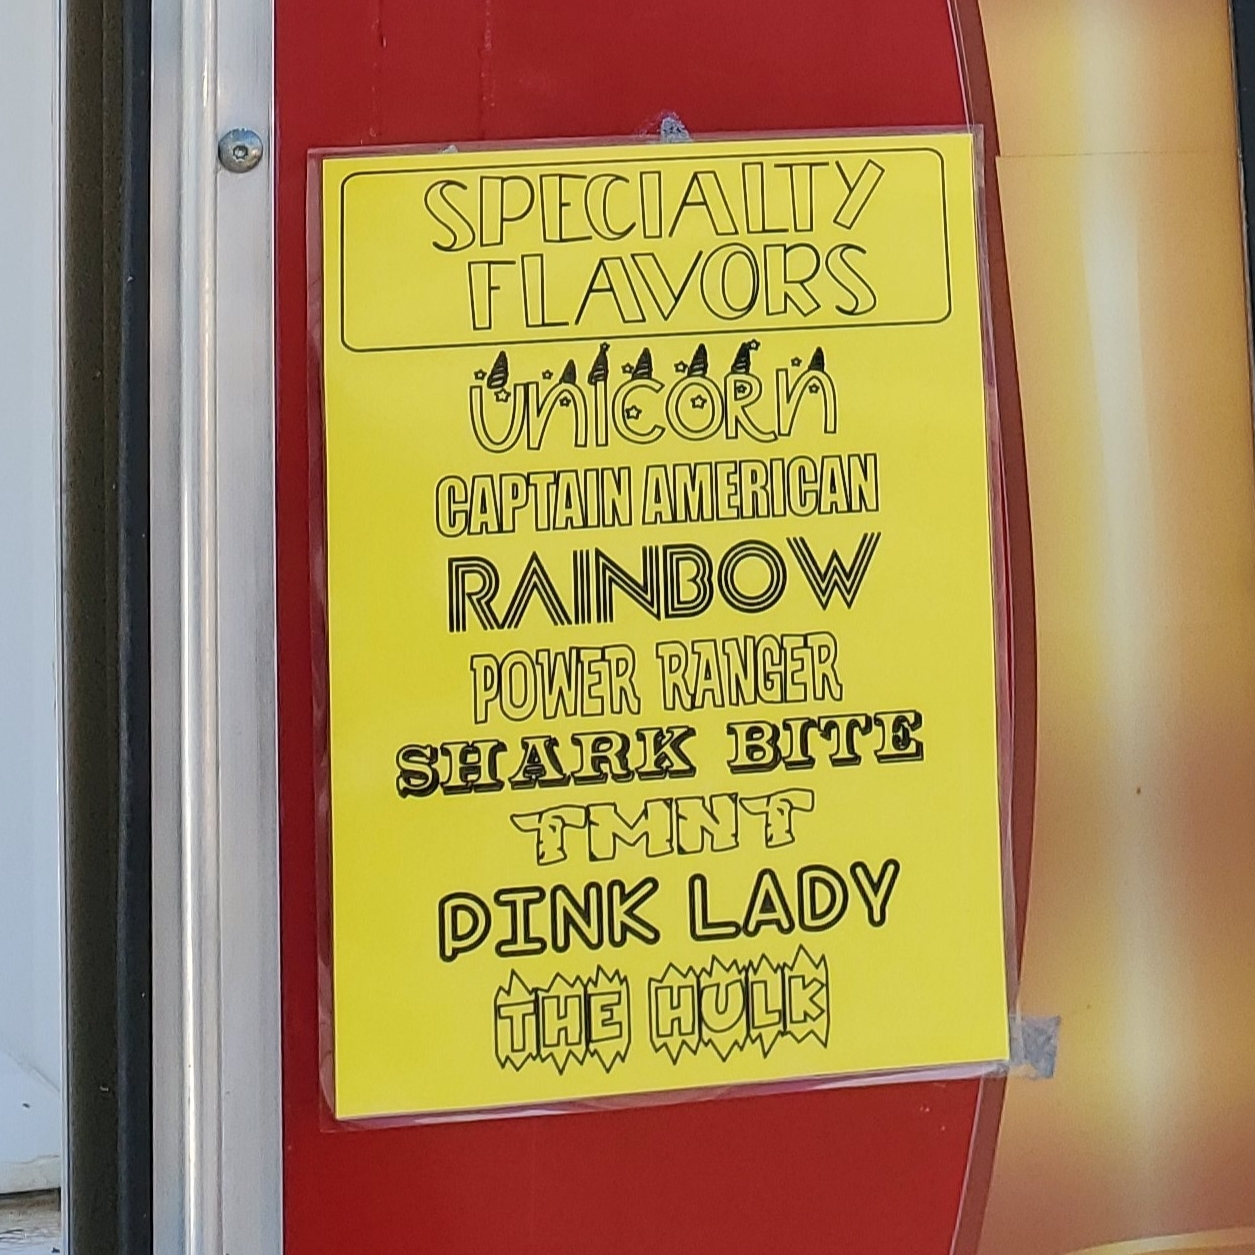 SPECIALTY
FLAVORS
UNICORN
CAPTAIN AMERICAN
RAINBOW
POWER RANGER
SHARK BITE
TMNT
PINK LADY
THE HULK